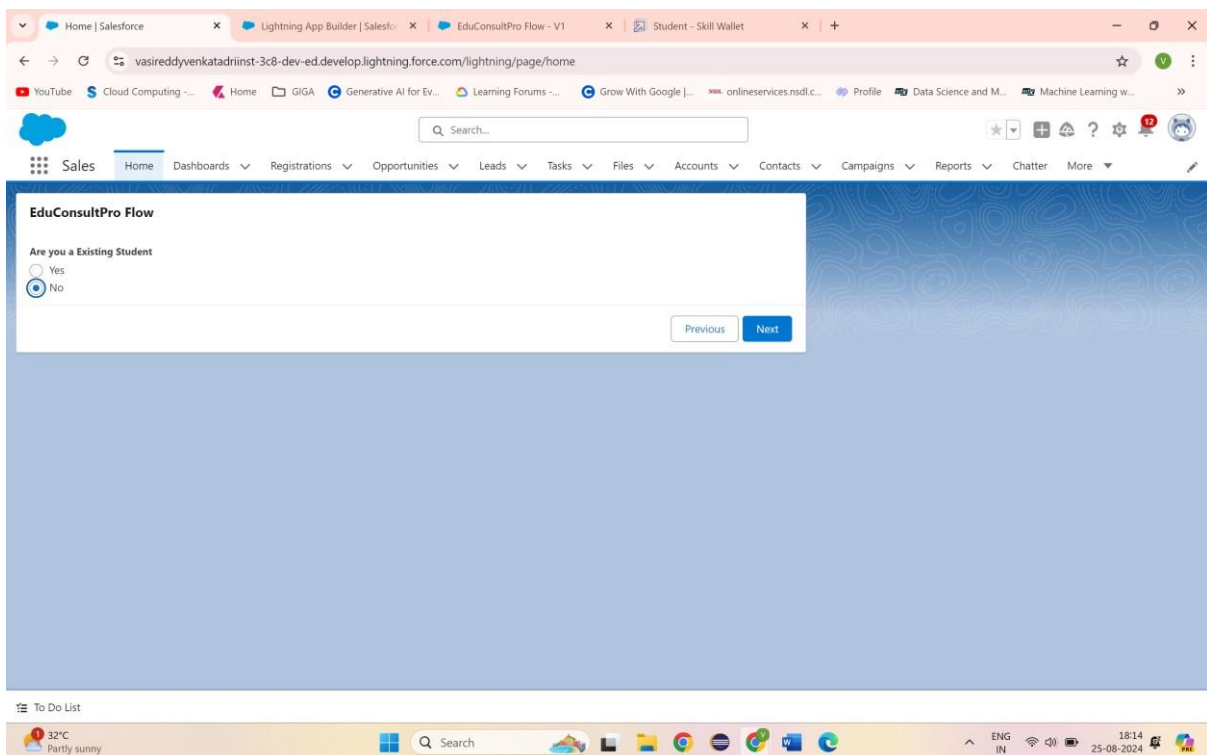 Home | Salesforce
Lightning App Builder | Salesfo
EduConsultPro Flow - V1
Student - Skill Wallet
vasireddyvenkatadriinst-3c8-dev-ed.develop.lightning.force.com/lightning/page/home
V
YouTube
Cloud Computing -...
Home
GIGA
Generative AI for Ev...
Learning Forums -...
Grow With Google |...
onlineservices.nsdl.c...
Profile
Data Science and M...
Machine Learning w...
Search...
12
Sales
Home
Dashboards
Registrations
Opportunities
Leads
Tasks
Files
Accounts
Contacts
Campaigns
Reports
Chatter
More
EduConsultPro Flow
Are you a Existing Student
Yes
No
Previous
Next
To Do List
1
32°C
Partly sunny
Search
ENG
IN
18:14
25-08-2024